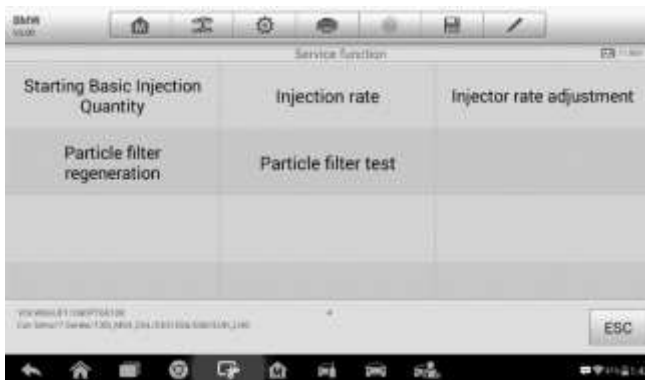 BMW
Service function
Starting Basic Injection
Quantity
Injection rate
Injector rate adjustment
Particle filter
regeneration
Particle filter test
ESC